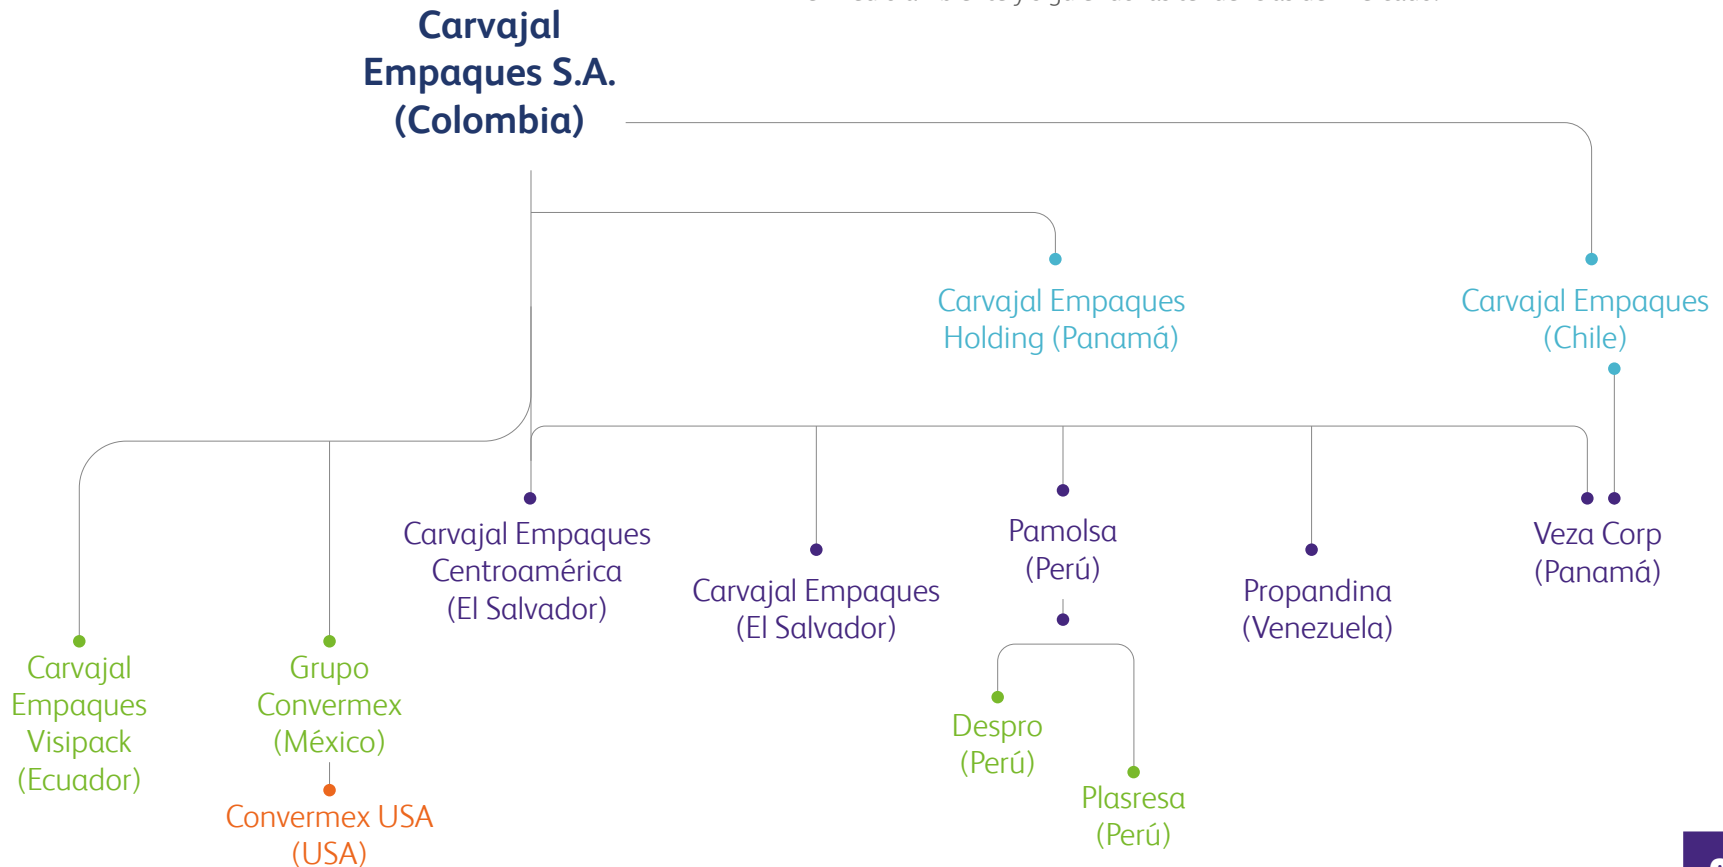 Carvajal
Empaques S.A.
(Colombia)
Carvajal Empaques
Holding (Panamá)
Carvajal Empaques
(Chile)
Carvajal Empaques
Centroamérica
(El Salvador)
Carvajal Empaques
(El Salvador)
Pamolsa
(Perú)
Propandina
(Venezuela)
Veza Corp
(Panamá)
Carvajal
Empaques
Visipack
(Ecuador)
Grupo
Convermex
(México)
Despro
(Perú)
Plasresa
(Perú)
Convermex USA
(USA)